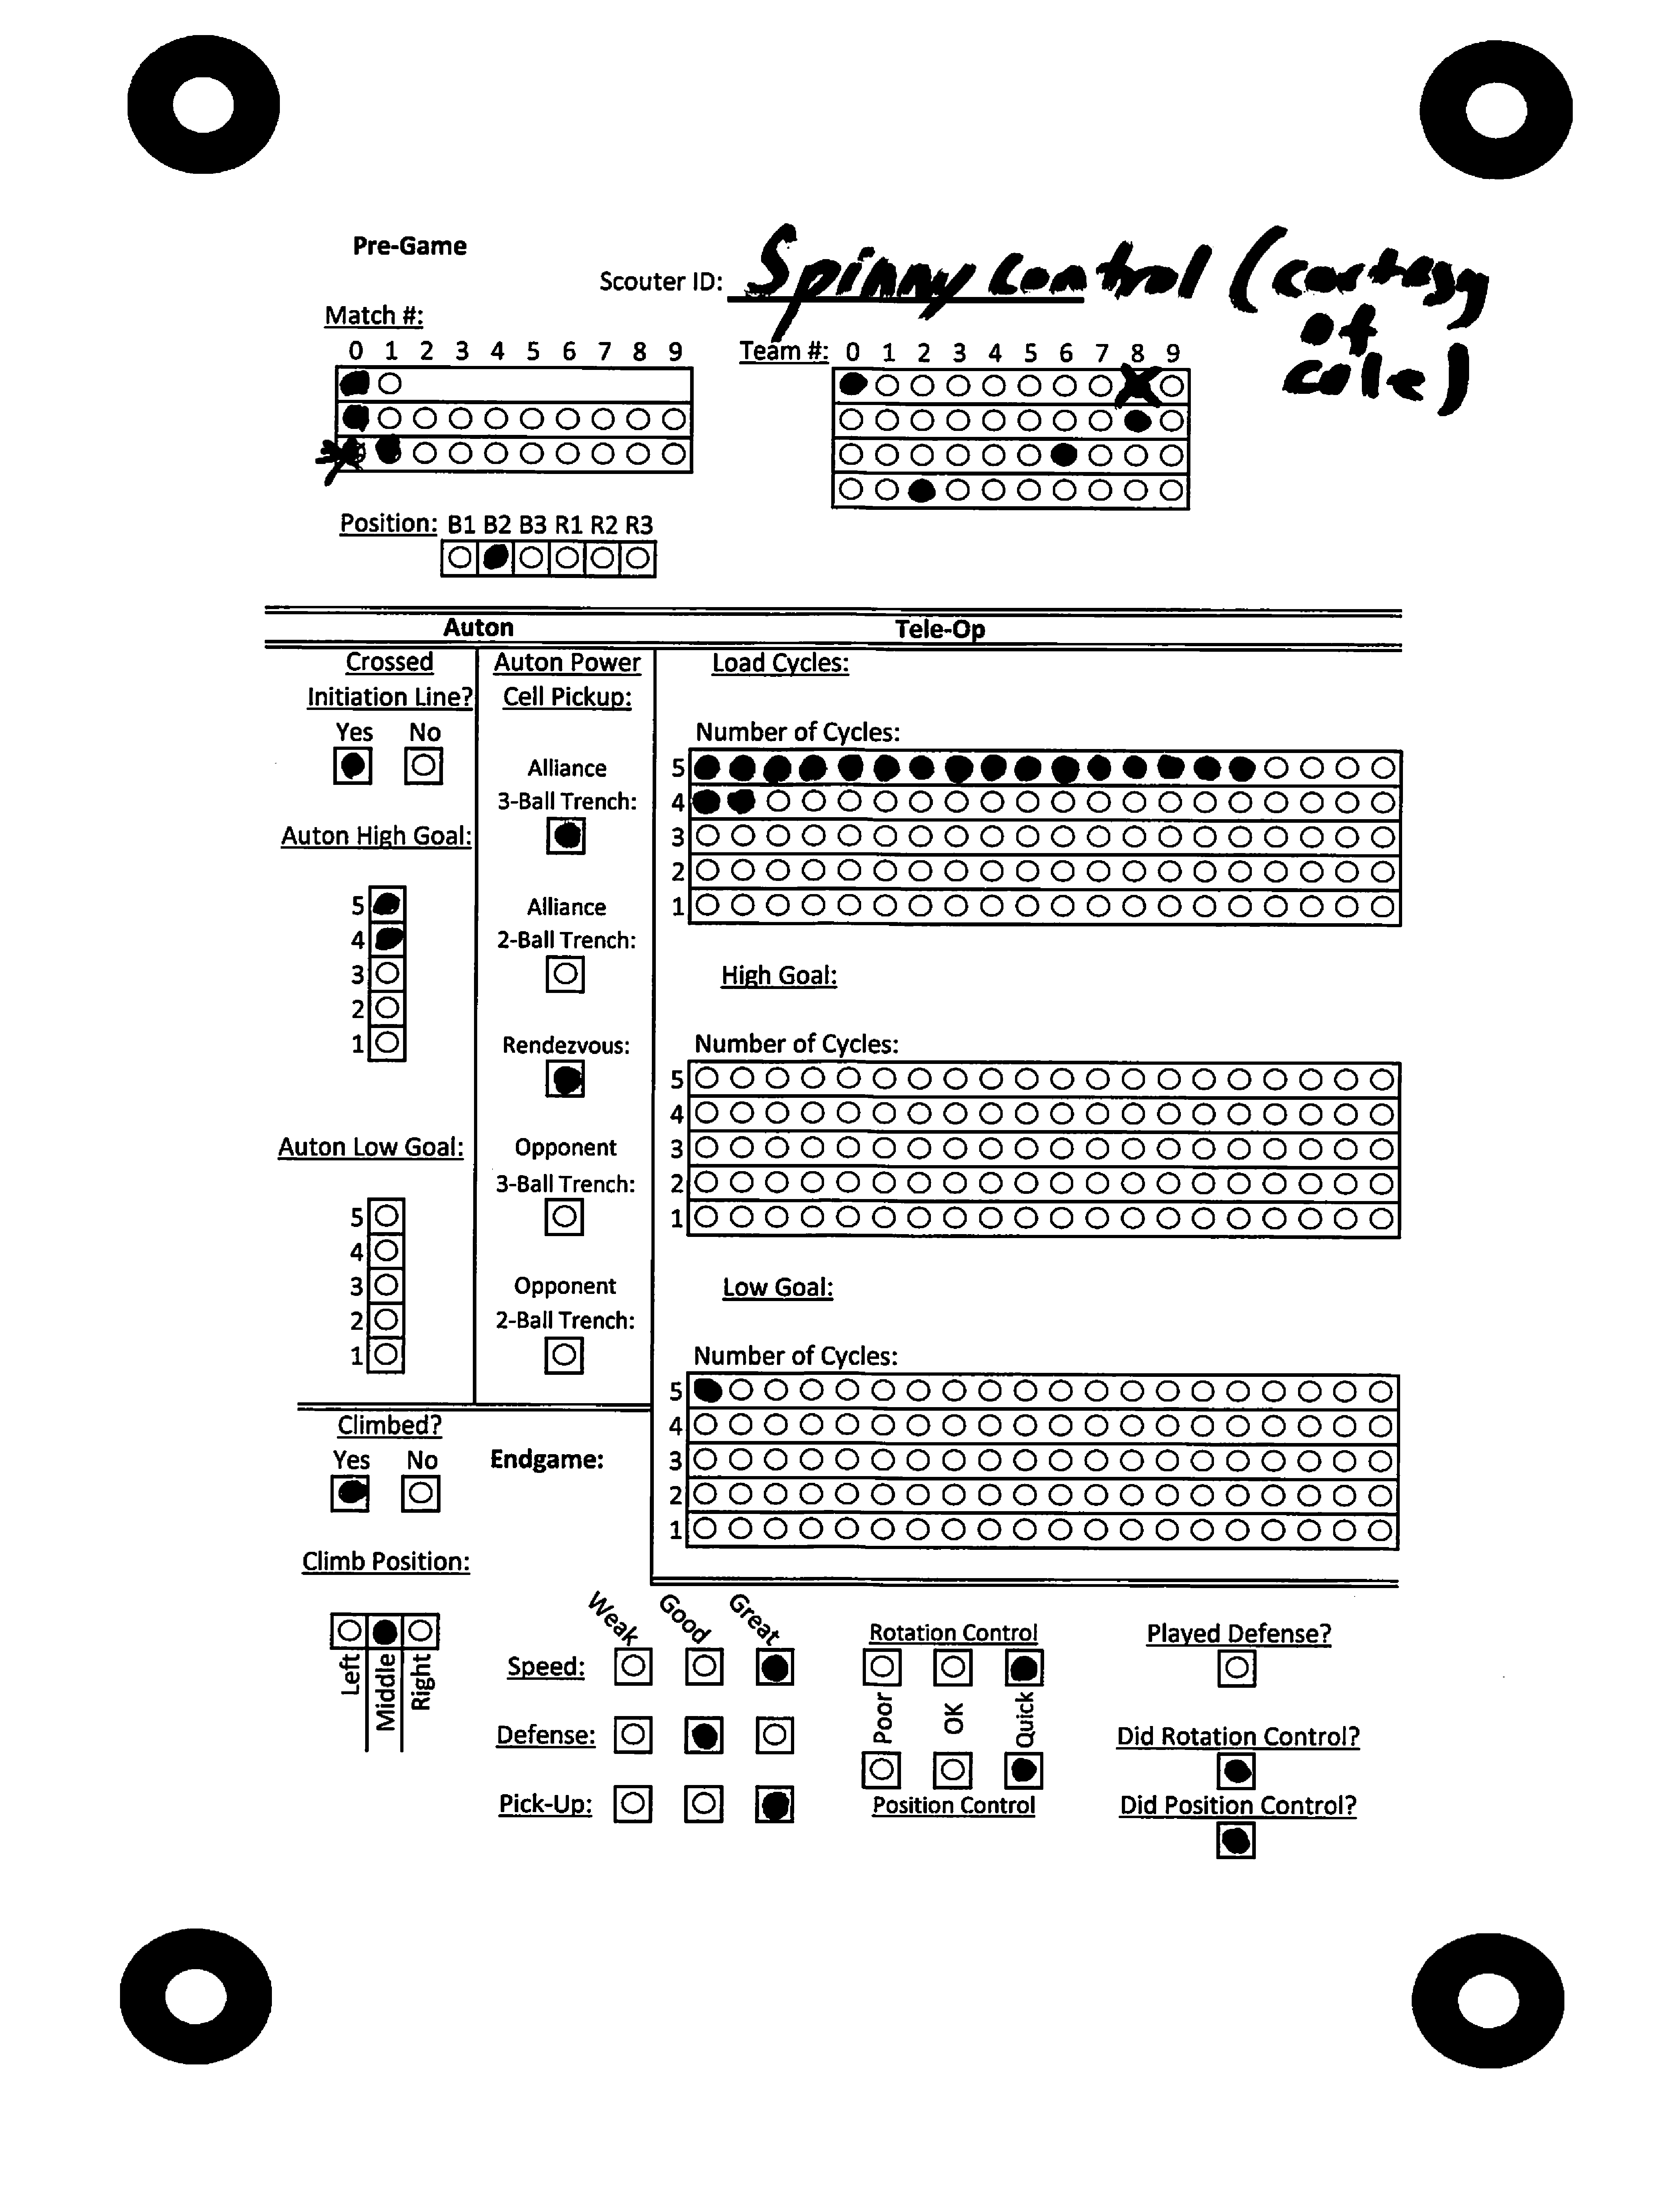 Pre-Game
Scouter ID: Spinny Control (cortesy
of
cole)
Match #:
0 1 2 3 4 5 6 7 8 9
Team #: 0 1 2 3 4 5 6 7 8 9
Position: B1 B2 B3 R1 R2 R3
Auton
Tele-Op
Crossed
Initiation Line?
Yes No
Auton High Goal:
5
4
3
2
1
Auton Low Goal:
5
4
3
2
1
Auton Power
Cell Pickup:
Alliance
3-Ball Trench:
Alliance
2-Ball Trench:
Rendezvous:
Opponent
3-Ball Trench:
Opponent
2-Ball Trench:
Load Cycles:
Number of Cycles:
5
4
3
2
1
High Goal:
Number of Cycles:
5
4
3
2
1
Low Goal:
Number of Cycles:
5
4
3
2
1
Climbed?
Yes No
Endgame:
Climb Position:
Left
Middle
Right
Weak Good Great
Speed:
Defense:
Pick-Up:
Rotation Control
Poor OK Quick
Position Control
Played Defense?
Did Rotation Control?
Did Position Control?